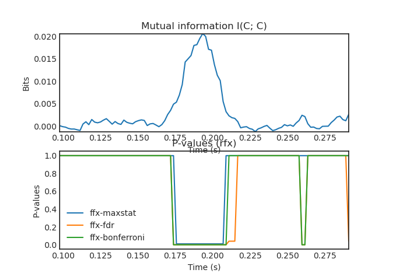 Mutual information I(C; C)
0.020
0.015
0.010
0.005
0.000
Bits
0.100 0.125 0.150 0.175 0.200 0.225 0.250 0.275
Time (s)
P-values (rfx)
1.0
0.8
0.6
0.4
0.2
0.0
P-values
ffx-maxstat
ffx-fdr
ffx-bonferroni
0.100 0.125 0.150 0.175 0.200 0.225 0.250 0.275
Time (s)